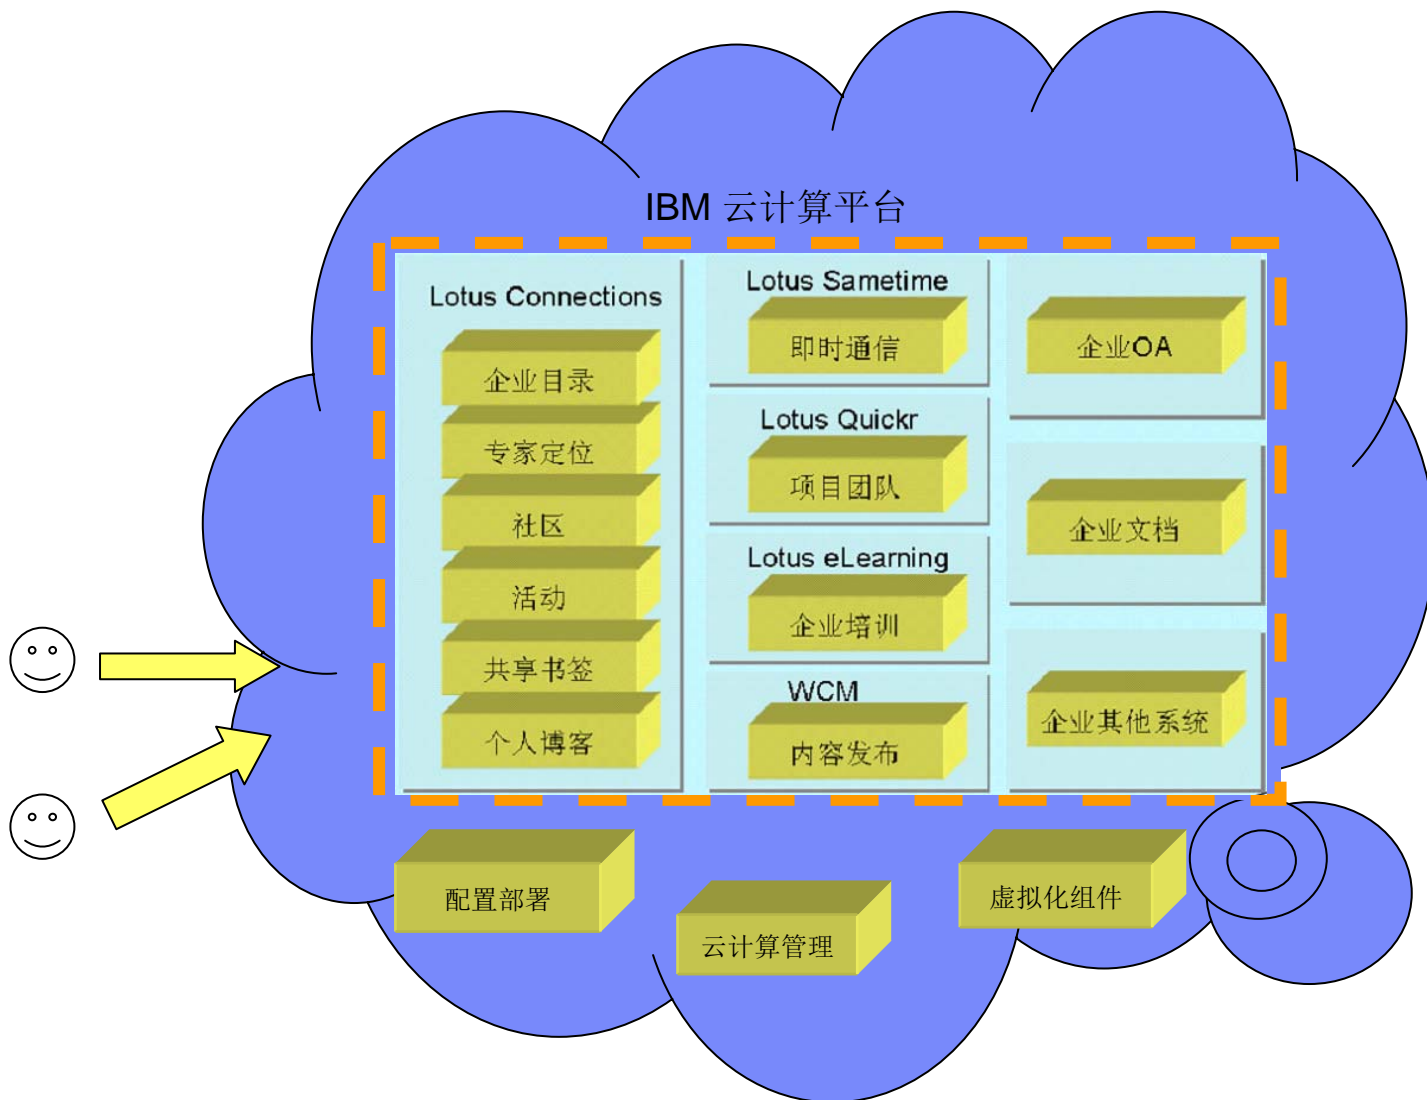 IBM 云计算平台
Lotus Connections
企业目录
专家定位
社区
活动
共享书签
个人博客
Lotus Sametime
即时通信
Lotus Quickr
项目团队
Lotus eLearning
企业培训
WCM
内容发布
企业OA
企业文档
企业其他系统
配置部署
云计算管理
虚拟化组件